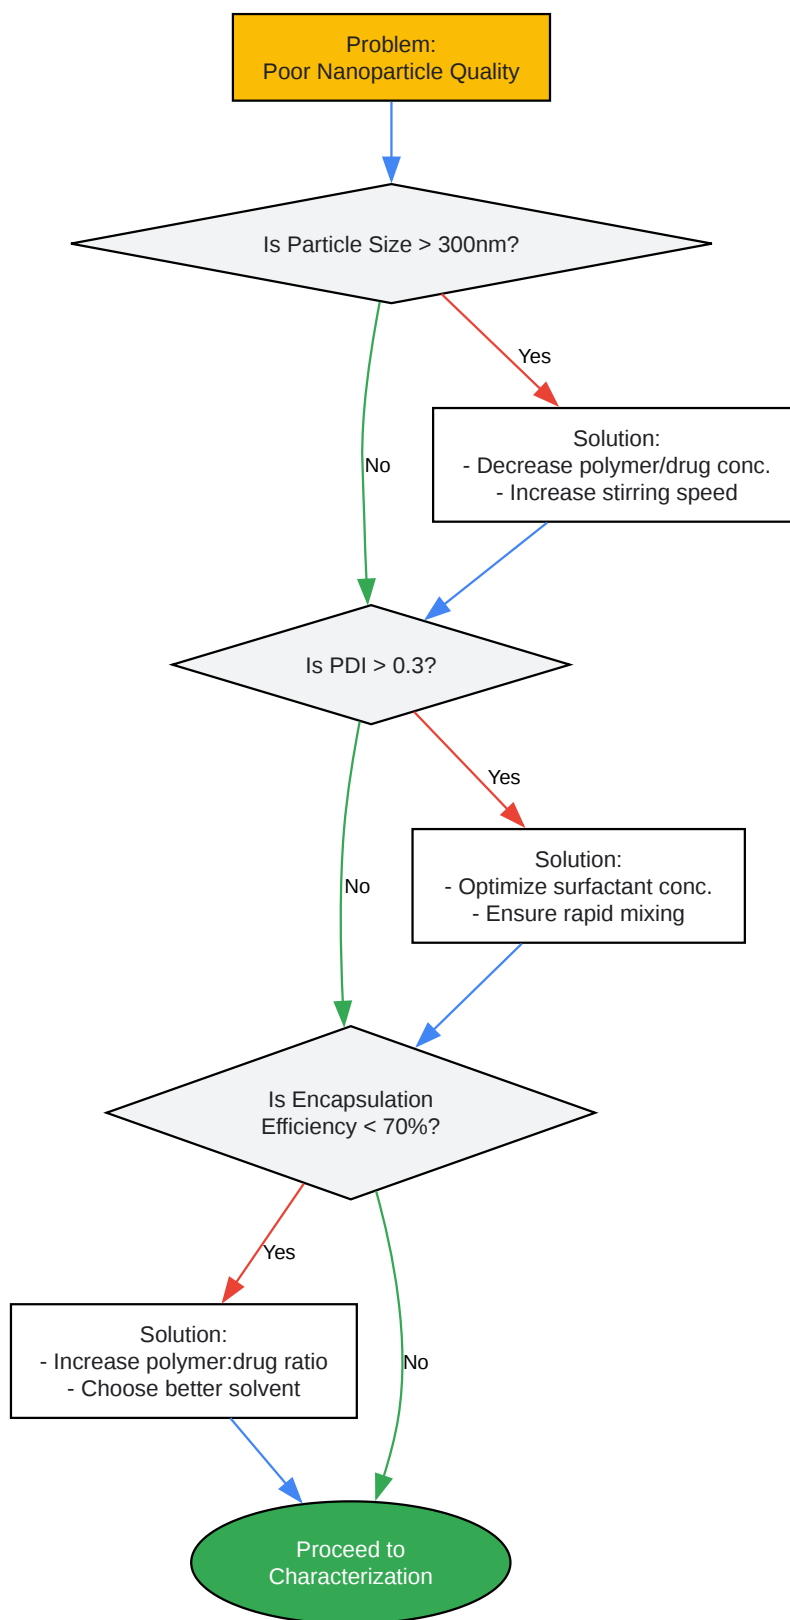 Problem:
Poor Nanoparticle Quality
Is Particle Size > 300nm?
Yes
Solution:
- Decrease polymer/drug conc.
- Increase stirring speed
No
Is PDI > 0.3?
Yes
Solution:
- Optimize surfactant conc.
- Ensure rapid mixing
No
Is Encapsulation
Efficiency < 70%?
Yes
Solution:
- Increase polymer:drug ratio
- Choose better solvent
No
Proceed to
Characterization